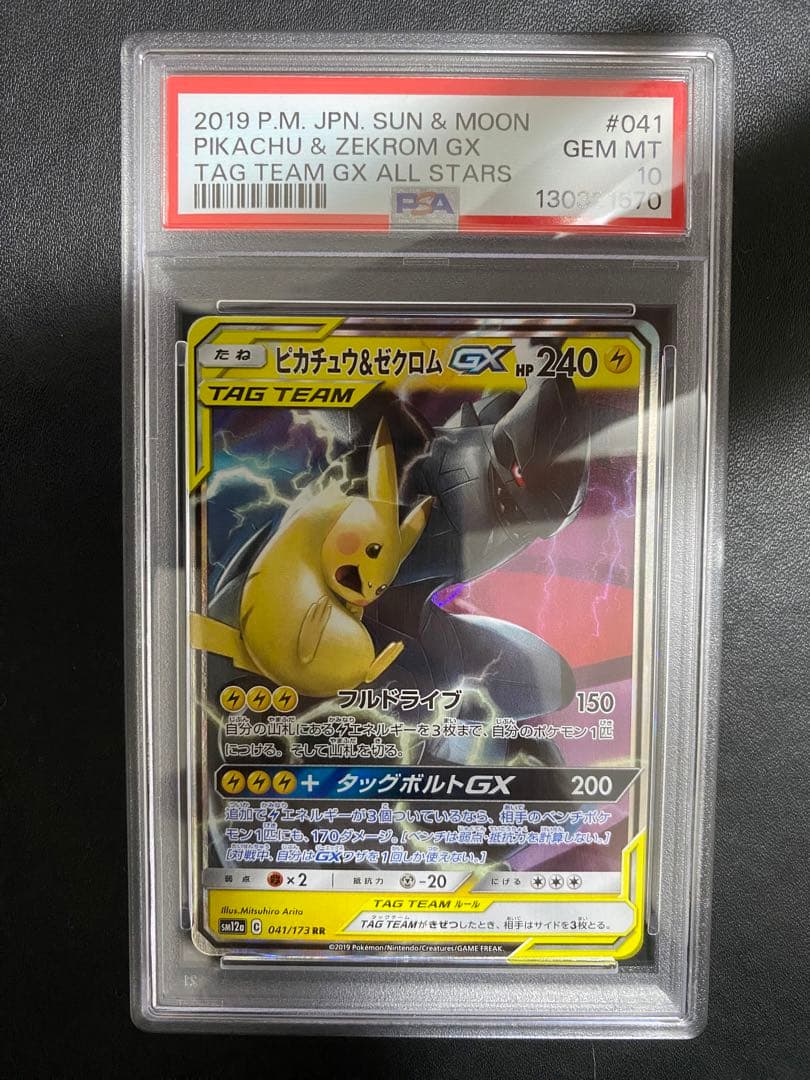 2019 P.M. JPN. SUN & MOON #041
PIKACHU & ZEKROM GX GEM MT
TAG TEAM GX ALL STARS 10
PSA
たね ピカチュウ&ゼクロムGX HP240
TAG TEAM
フルドライブ 150
自分の山札にあるエネルギーを3枚まで、自分のポケモン1匹
につける。そして山札を切る。
+ タッグボルトGX 200
追加でエネルギーが3個ついているなら、相手のベンチポケ
モン1匹にも、170ダメージ。[ベンチは弱点・抵抗力を計算しない。]
[対戦中、自分はGXワザを1回しか使えない。]
弱点 ×2 抵抗力 -20 にげる
TAG TEAM ルール
Illus.Mitsuhiro Arita
TAG TEAMがきぜつしたとき、相手はサイドを3枚とる。
sm12a C 041/173 RR
©2019 Pokémon/Nintendo/Creatures/GAME FREAK.